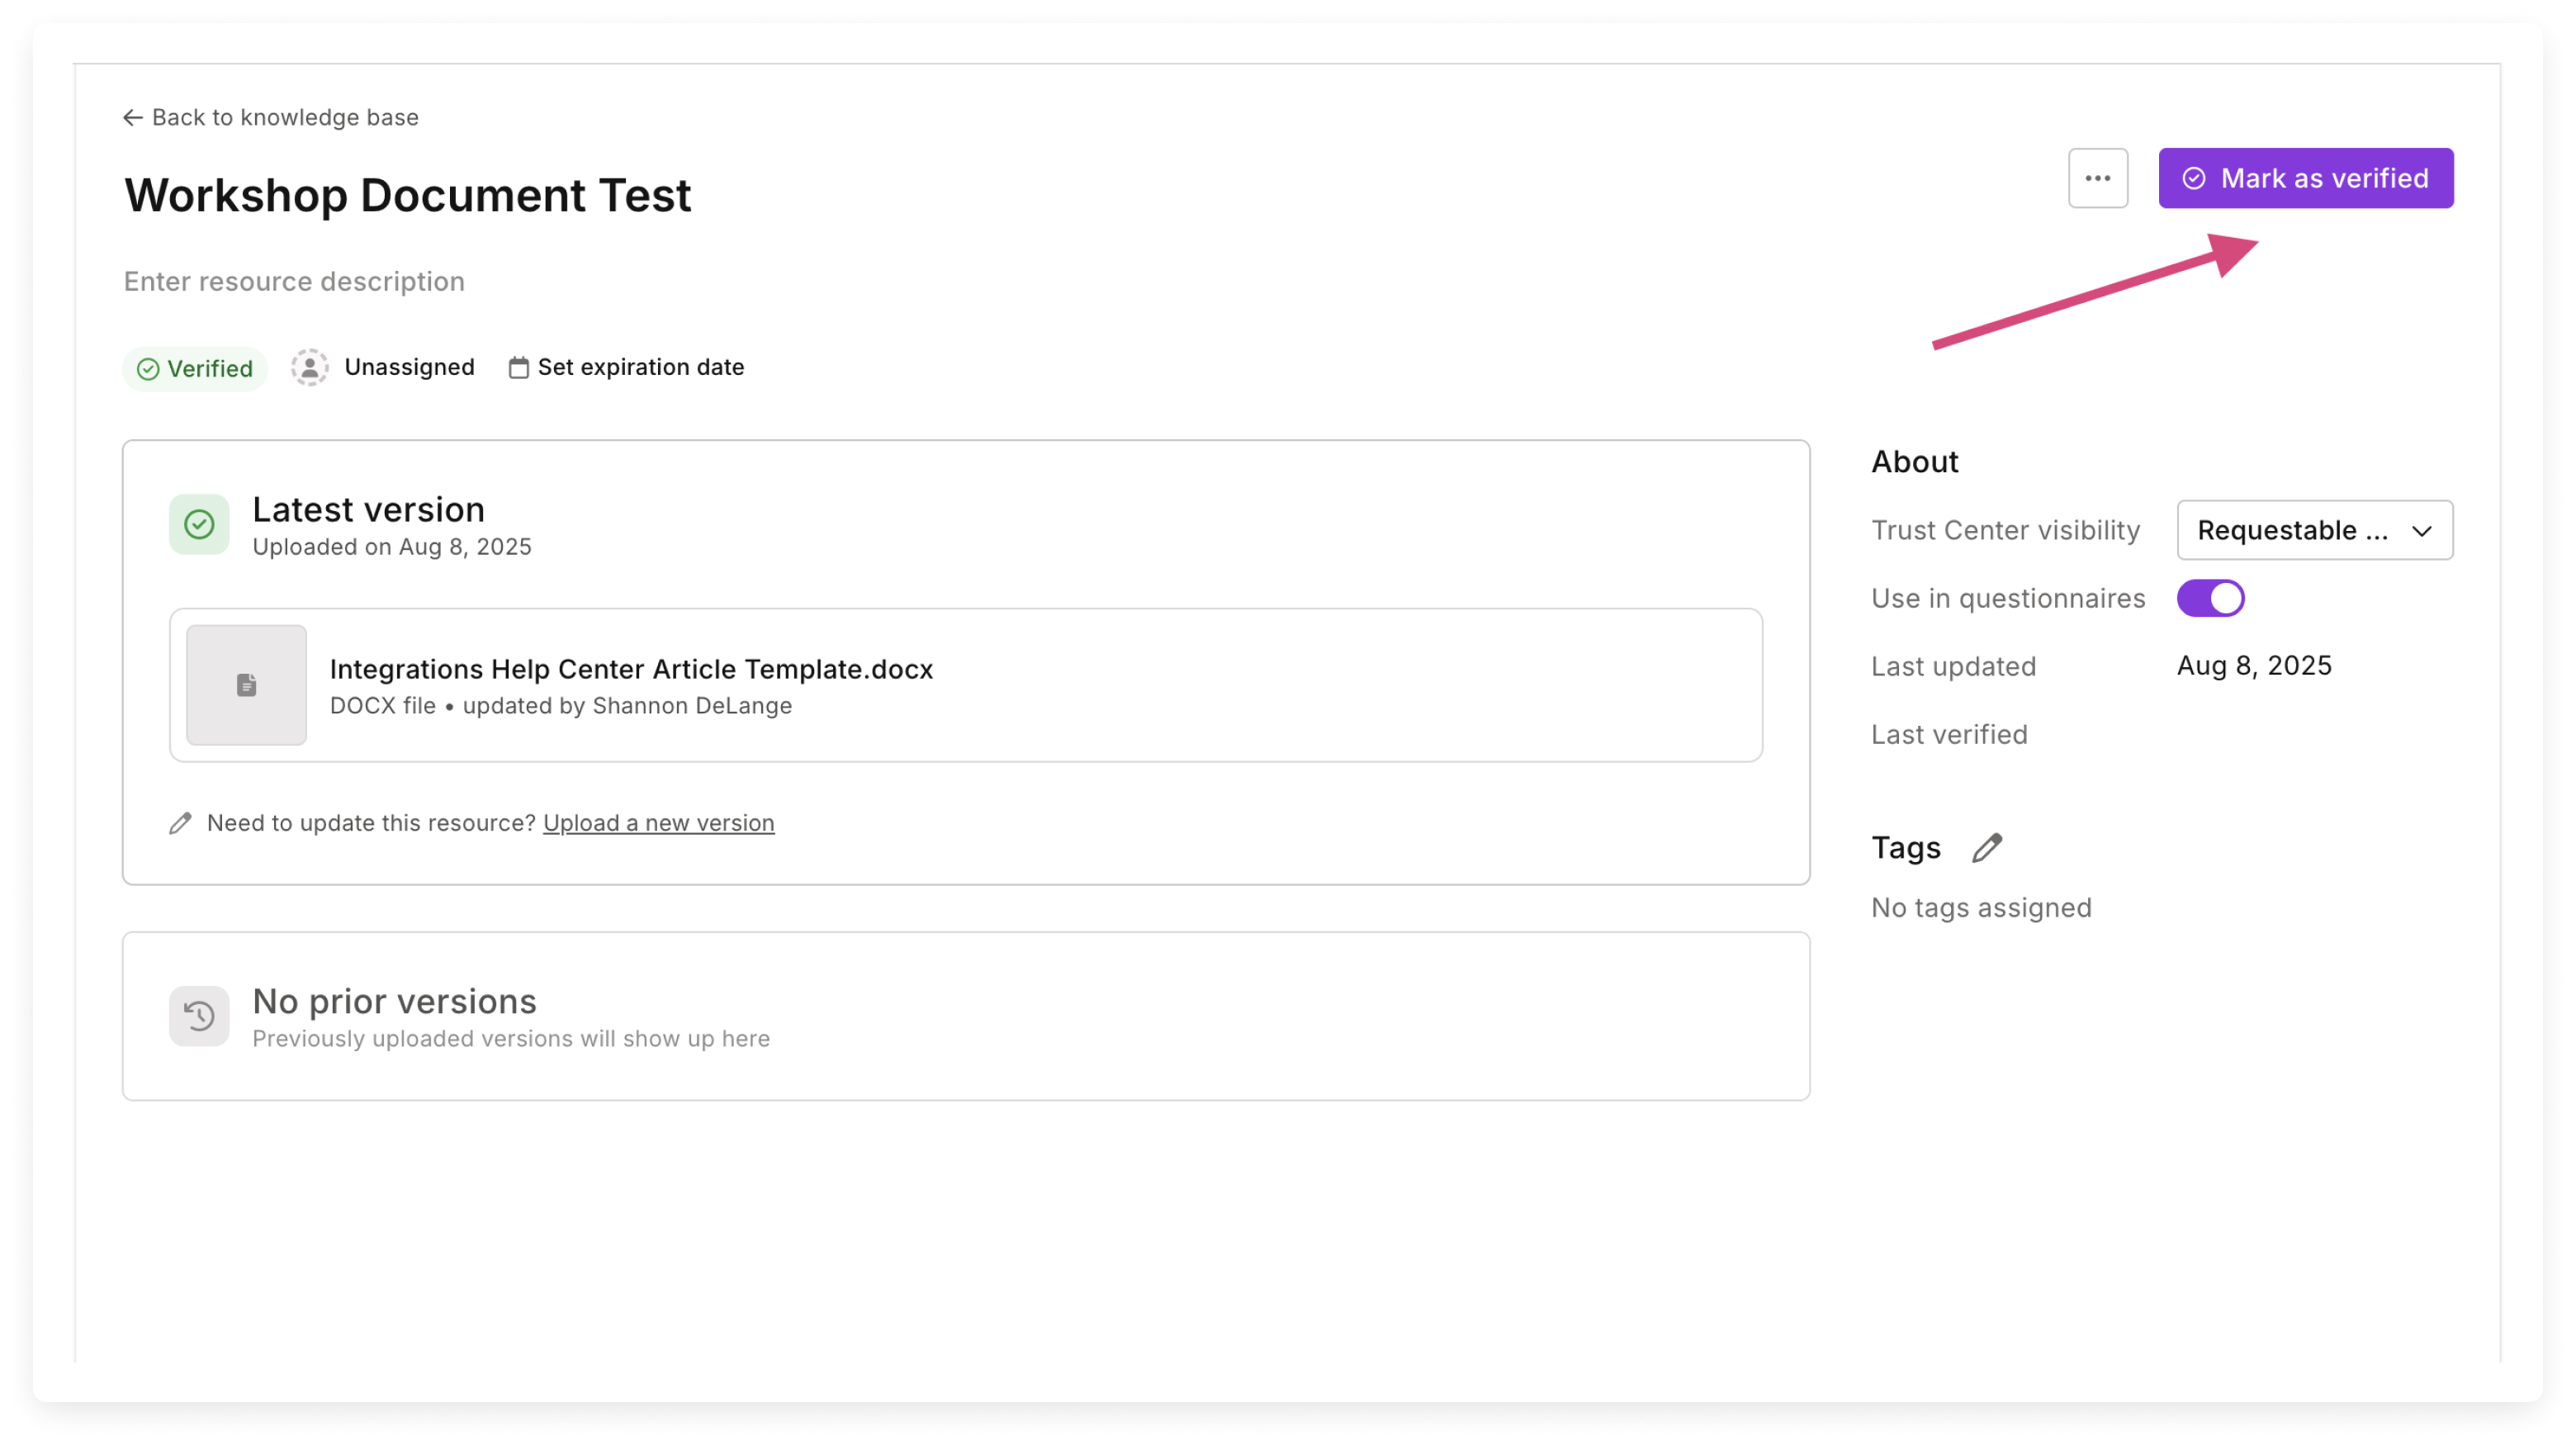 Back to knowledge base
Workshop Document Test
Mark as verified
Enter resource description
Verified
Unassigned
Set expiration date
Latest version
Uploaded on Aug 8, 2025
Integrations Help Center Article Template.docx
DOCX file • updated by Shannon DeLange
Need to update this resource? Upload a new version
No prior versions
Previously uploaded versions will show up here
About
Trust Center visibility
Requestable ...
Use in questionnaires
Last updated
Aug 8, 2025
Last verified
Tags
No tags assigned